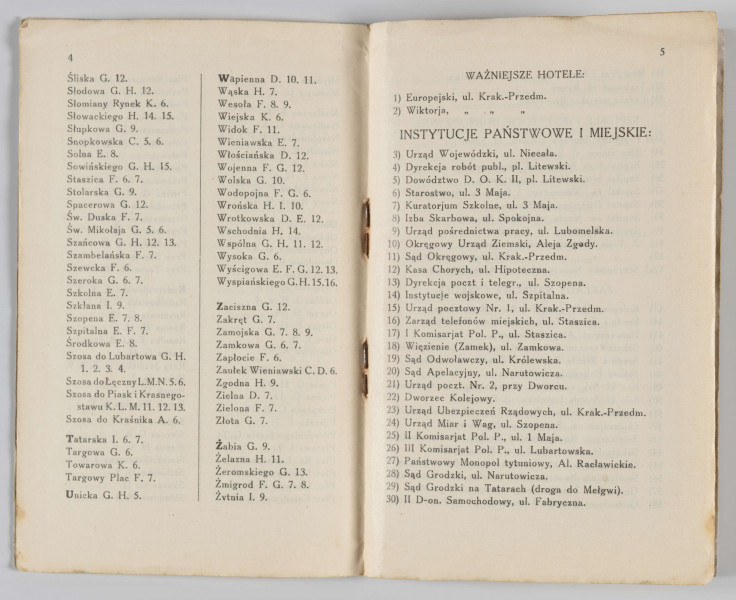 4
Śliska G. 12.
Słodowa G. H. 12.
Słomiany Rynek K. 6.
Słowackiego H. 14. 15.
Słupkowa G. 9.
Snopkowska C. 5. 6.
Solna E. 8.
Sowińskiego G. H. 15.
Staszica F. 6. 7.
Stolarska G. 9.
Spacerowa G. 12.
Św. Duska F. 7.
Św. Mikołaja G. 5. 6.
Szańcowa G. H. 12. 13.
Szambelańska F. 7.
Szewcka F. 6.
Szeroka G. 6. 7.
Szkolna E. 7.
Szklana I. 9.
Szopena E. 7. 8.
Szpitalna E. F. 7.
Środkowa E. 8.
Szosa do Lubartowa G. H.
1. 2. 3. 4.
Szosa do Łęczny L.M.N. 5. 6.
Szosa do Piask i Krasnego-
stawu K. L. M. 11. 12. 13.
Szosa do Kraśnika A. 6.
Tatarska I. 6. 7.
Targowa G. 6.
Towarowa K. 6.
Targowy Plac F. 7.
Unicka G. H. 5.
Wapienna D. 10. 11.
Wąska H. 7.
Wesoła F. 8. 9.
Wiejska K. 6.
Widok F. 11.
Wieniawska E. 7.
Włościańska D. 12.
Wojenna F. G. 12.
Wolska G. 10.
Wodopojna F. G. 6.
Wrońska H. I. 10.
Wrotkowska D. E. 12.
Wschodnia H. 14.
Wspólna G. H. 11. 12.
Wysoka G. 6.
Wyścigowa E. F. G. 12. 13.
Wyspiańskiego G. H. 15. 16.
Zaciszna G. 12.
Zakręt G. 7.
Zamojska G. 7. 8. 9.
Zamkowa G. 6. 7.
Zapłocie F. 6.
Zaułek Wieniawski C. D. 6.
Zgodna H. 9.
Zielna D. 7.
Zielona F. 7.
Złota G. 7.
Żabia G. 9.
Żelazna H. 11.
Żeromskiego G. 13.
Żmigrod F. G. 7. 8.
Żytnia I. 9.
5
WAŻNIEJSZE HOTELE:
1) Europejski, ul. Krak.-Przedm.
2) Wiktorja, „ „ „
INSTYTUCJE PAŃSTWOWE I MIEJSKIE:
3) Urząd Wojewódzki, ul. Niecała.
4) Dyrekcja robót publ., pl. Litewski.
5) Dowództwo D. O. K. II, pl. Litewski.
6) Starostwo, ul. 3 Maja.
7) Kuratorjum Szkolne, ul. 3 Maja.
8) Izba Skarbowa, ul. Spokojna.
9) Urząd pośrednictwa pracy, ul. Lubomelska.
10) Okręgowy Urząd Ziemski, Aleja Zgody.
11) Sąd Okręgowy, ul. Krak.-Przedm.
12) Kasa Chorych, ul. Hipoteczna.
13) Dyrekcja poczt i telegr., ul. Szopena.
14) Instytucje wojskowe, ul. Szpitalna.
15) Urząd pocztowy Nr. 1, ul. Krak.-Przedm.
16) Zarząd telefonów miejskich, ul. Staszica.
17) I Komisarjat Pol. P., ul. Staszica.
18) Więzienie (Zamek), ul. Zamkowa.
19) Sąd Odwoławczy, ul. Królewska.
20) Sąd Apelacyjny, ul. Narutowicza.
21) Urząd poczt. Nr. 2, przy Dworcu.
22) Dworzec Kolejowy.
23) Urząd Ubezpieczeń Rządowych, ul. Krak.-Przedm.
24) Urząd Miar i Wag, ul. Szopena.
25) II Komisarjat Pol. P., ul. 1 Maja.
26) III Komisarjat Pol. P., ul. Lubartowska.
27) Państwowy Monopol tytuniowy, Al. Racławickie.
28) Sąd Grodzki, ul. Narutowicza.
29) Sąd Grodzki na Tatarach (droga do Mełgwi).
30) II D-on. Samochodowy, ul. Fabryczna.